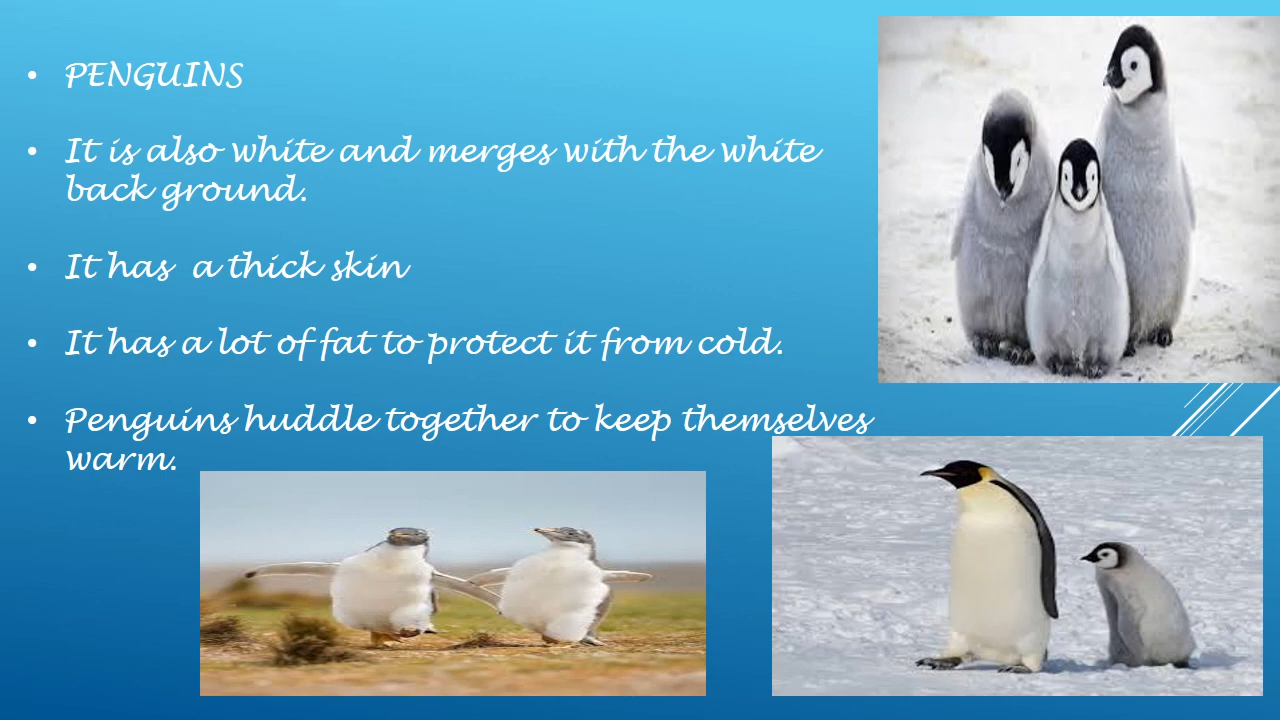 • PENGUINS
• It is also white and merges with the white
back ground.
• It has a thick skin
• It has a lot of fat to protect it from cold.
• Penguins huddle together to keep themselves
warm.